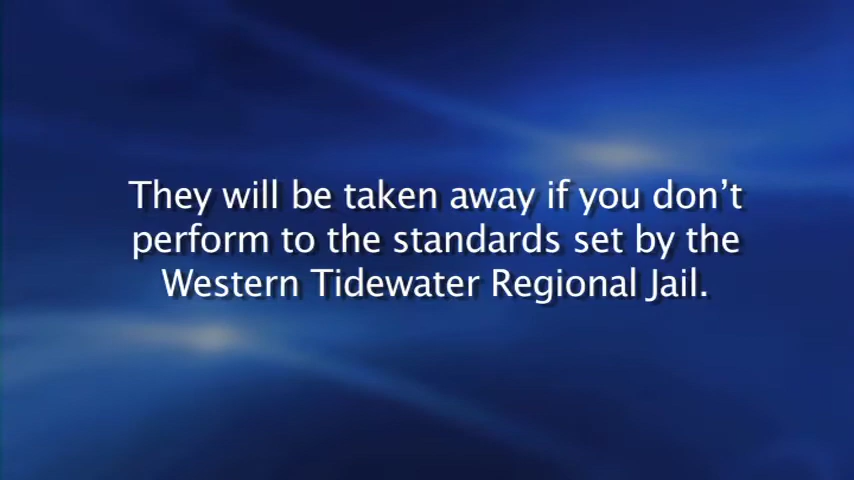 They will be taken away if you don’t
perform to the standards set by the
Western Tidewater Regional Jail.